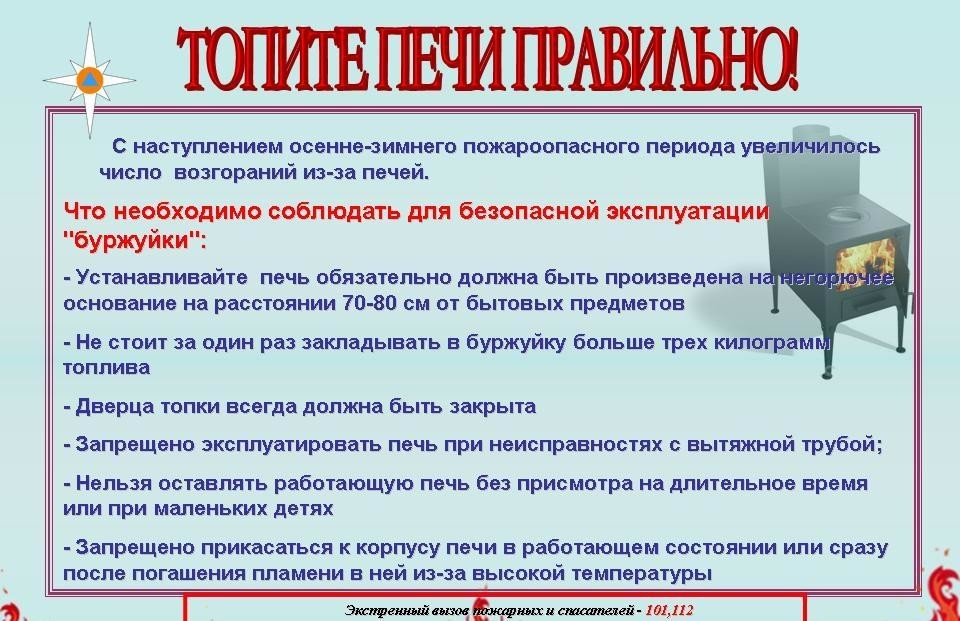 ТОПИТЕ ПЕЧИ ПРАВИЛЬНО!
С наступлением осенне-зимнего пожароопасного периода увеличилось
число возгораний из-за печей.
Что необходимо соблюдать для безопасной эксплуатации
"буржуйки":
- Устанавливайте печь обязательно должна быть произведена на негорючее
основание на расстоянии 70-80 см от бытовых предметов
- Не стоит за один раз закладывать в буржуйку больше трех килограмм
топлива
- Дверца топки всегда должна быть закрыта
- Запрещено эксплуатировать печь при неисправностях с вытяжной трубой;
- Нельзя оставлять работающую печь без присмотра на длительное время
или при маленьких детях
- Запрещено прикасаться к корпусу печи в работающем состоянии или сразу
после погашения пламени в ней из-за высокой температуры
Экстренный вызов пожарных и спасателей - 101,112